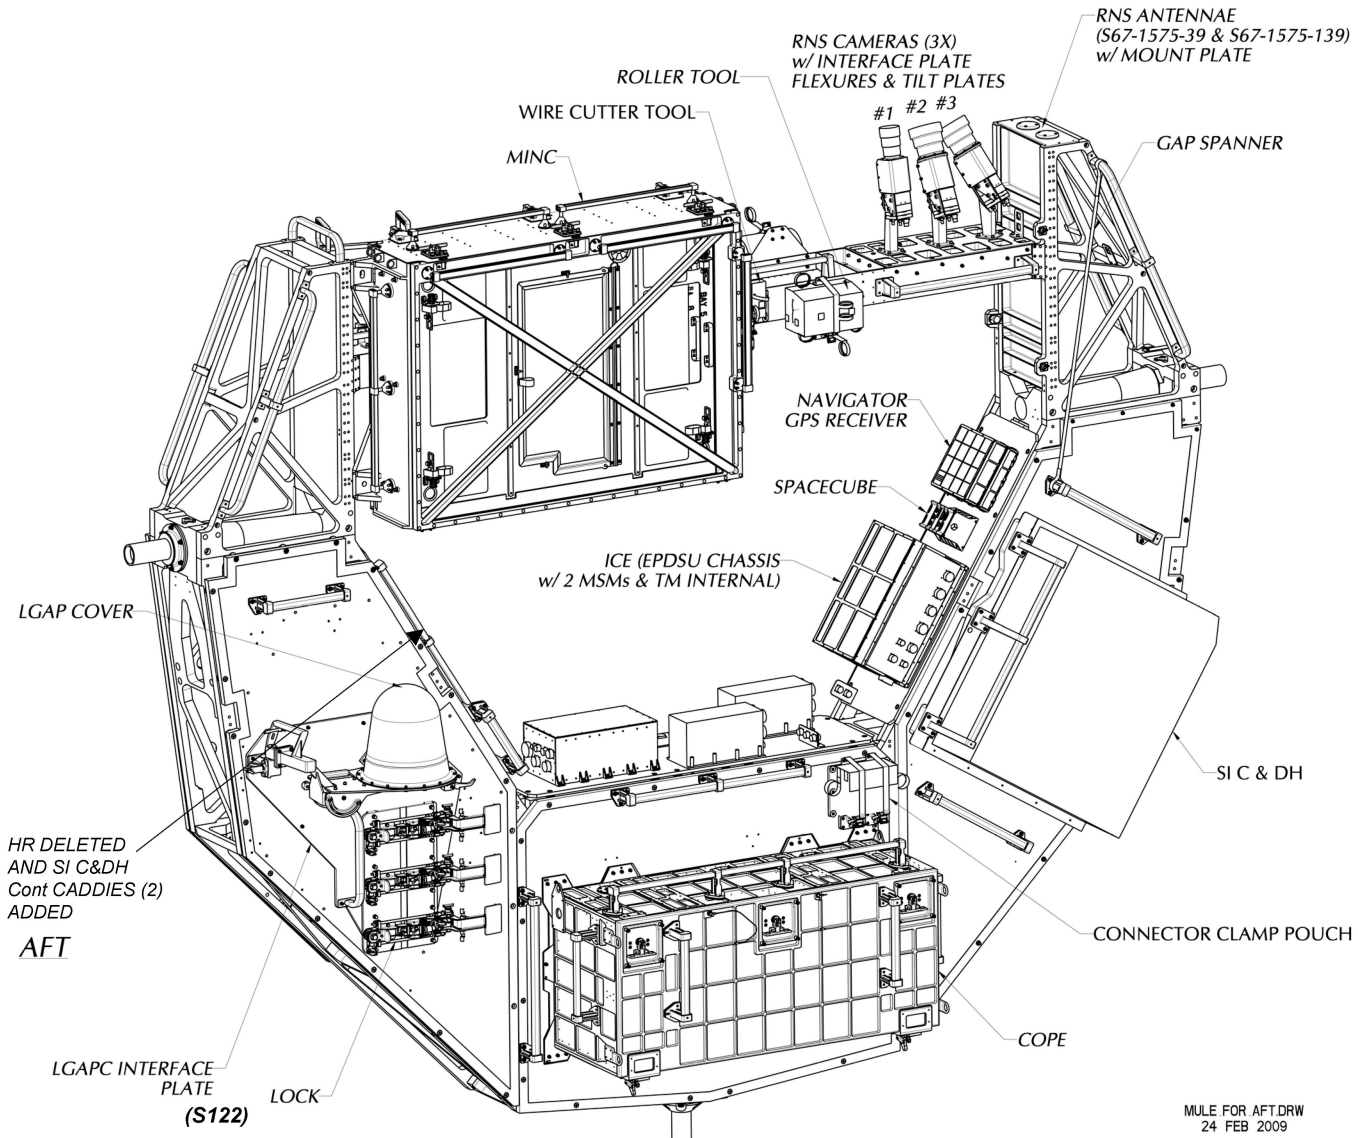 RNS ANTENNAE
(S67-1575-39 & S67-1575-139)
w/ MOUNT PLATE
RNS CAMERAS (3X)
w/ INTERFACE PLATE
FLEXURES & TILT PLATES
#1 #2 #3
ROLLER TOOL
WIRE CUTTER TOOL
MINC
GAP SPANNER
BAY 5
NAVIGATOR
GPS RECEIVER
SPACECUBE
ICE (EPDSU CHASSIS
w/ 2 MSMs & TM INTERNAL)
LGAP COVER
SI C & DH
HR DELETED
AND SI C&DH
Cont CADDIES (2)
ADDED
AFT
CONNECTOR CLAMP POUCH
COPE
LGAPC INTERFACE
PLATE
(S122)
LOCK
MULE_FOR_AFT.DRW
24 FEB 2009